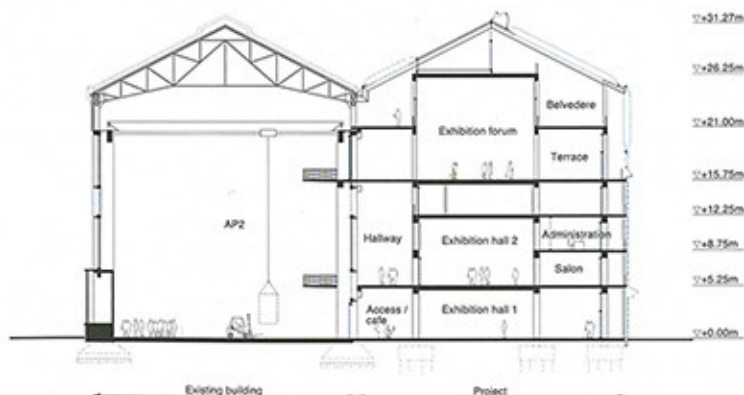 ▽+31.27m
▽+26.25m
Belvedere
▽+21.00m
Exhibition forum
Terrace
▽+15.75m
▽+12.25m
AP2
Hallway
Exhibition hall 2
Administration
▽+8.75m
Salon
▽+5.25m
Access /
cafe
Exhibition hall 1
▽+0.00m
Existing building
Project